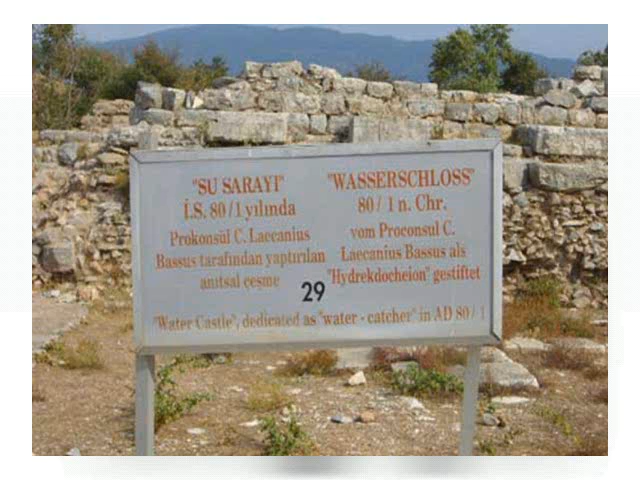 "SU SARAYI"
İ.S. 80/1 yılında
Prokonsül C. Laecanius
Bassus tarafından yaptırılan
anıtsal çeşme
"WASSERSCHLOSS"
80/ 1 n. Chr.
vom Proconsul C.
Laecanius Bassus als
"Hydrekdocheion" gestiftet
29
"Water Castle", dedicated as "water - catcher" in AD 80/ 1